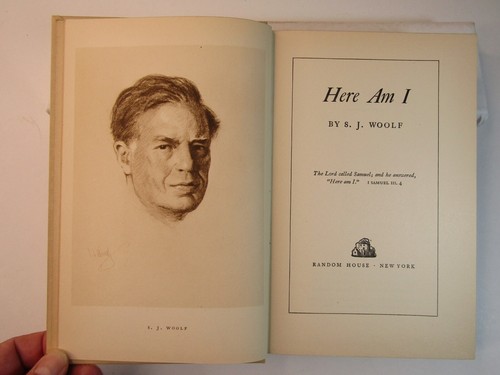 S. J. WOOLF
Here Am I
BY S. J. WOOLF
The Lord called Samuel; and he answered,
"Here am I." I SAMUEL III. 4
RANDOM HOUSE · NEW YORK